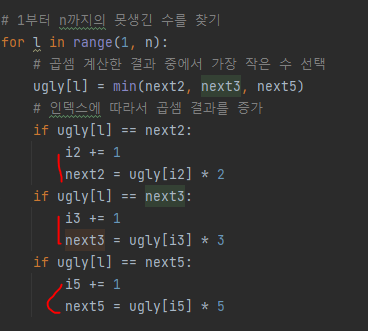 # 1부터 n까지의 못생긴 수를 찾기
for l in range(1, n):
    # 곱셈 계산한 결과 중에서 가장 작은 수 선택
    ugly[l] = min(next2, next3, next5)
    # 인덱스에 따라서 곱셈 결과를 증가
    if ugly[l] == next2:
        i2 += 1
        next2 = ugly[i2] * 2
    if ugly[l] == next3:
        i3 += 1
        next3 = ugly[i3] * 3
    if ugly[l] == next5:
        i5 += 1
        next5 = ugly[i5] * 5